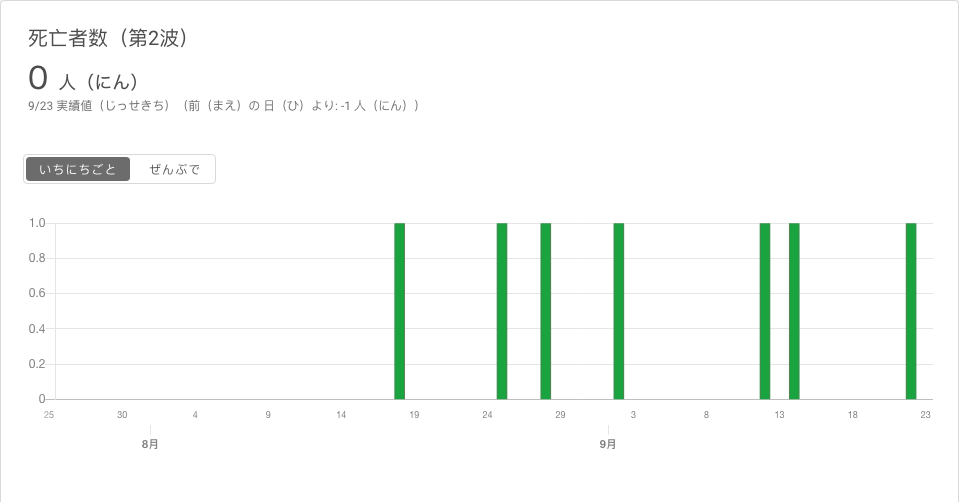 死亡者数（第2波）
0 人（にん）
9/23 実績値（じっせきち）（前（まえ）の 日（ひ）より: -1 人（にん））
いちにちごと ぜんぶで
1.0
0.8
0.6
0.4
0.2
0
25 30 4 9 14 19 24 29 3 8 13 18 23
8月 9月